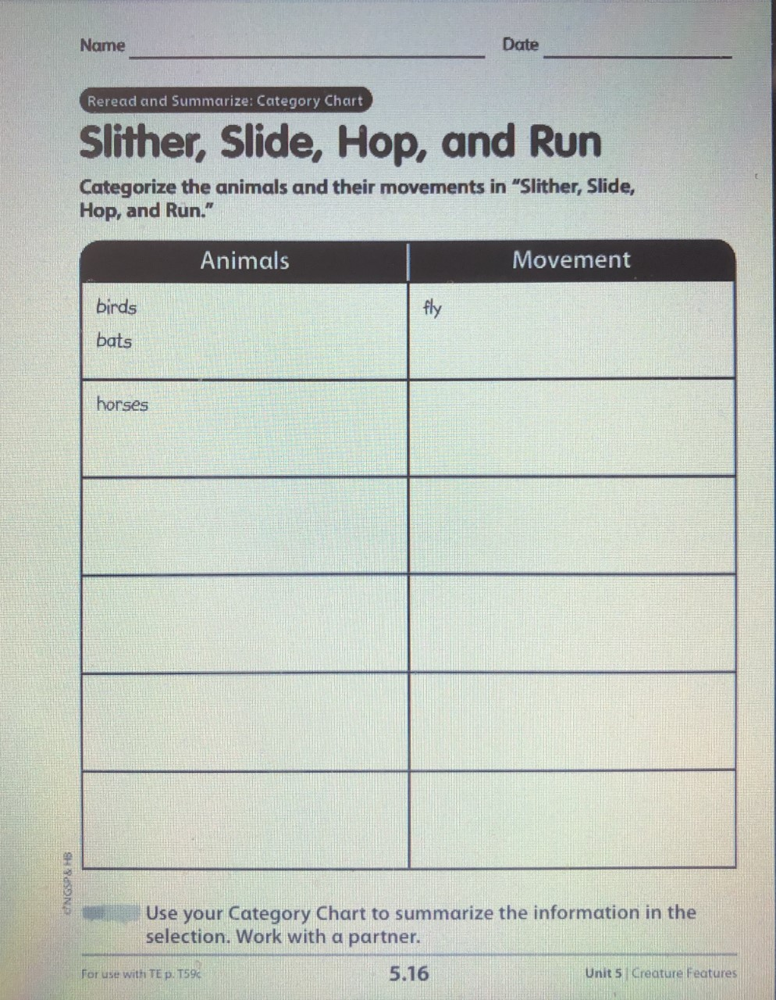 Name Date
Reread and Summarize: Category Chart
Slither, Slide, Hop, and Run
Categorize the animals and their movements in “Slither, Slide,
Hop, and Run.”
Animals Movement
birds fly
bats
horses
©NGSP & HB
Use your Category Chart to summarize the information in the
selection. Work with a partner.
For use with TE p. T59c 5.16 Unit 5 | Creature Features